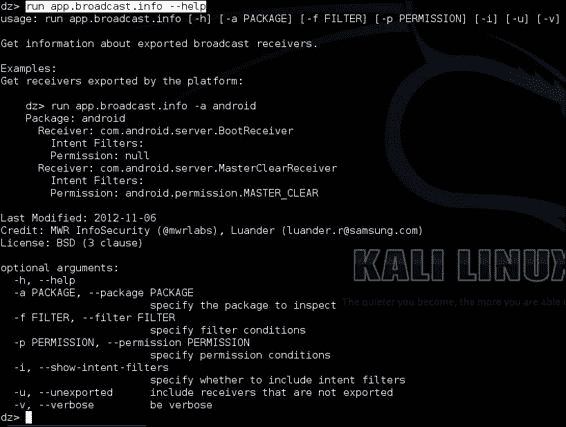 dz> run app.broadcast.info --help
usage: run app.broadcast.info [-h] [-a PACKAGE] [-f FILTER] [-p PERMISSION] [-i] [-u] [-v]
Get information about exported broadcast receivers.
Examples:
Get receivers exported by the platform:
dz> run app.broadcast.info -a android
Package: android
Receiver: com.android.server.BootReceiver
Intent Filters:
Permission: null
Receiver: com.android.server.MasterClearReceiver
Intent Filters:
Permission: android.permission.MASTER_CLEAR
Last Modified: 2012-11-06
Credit: MWR InfoSecurity (@mwrlabs), Luander (luander.r@samsung.com)
License: BSD (3 clause)
KALI LINUX
The quieter you become, the more you are able
optional arguments:
-h, --help
-a PACKAGE, --package PACKAGE
specify the package to inspect
-f FILTER, --filter FILTER
specify filter conditions
-p PERMISSION, --permission PERMISSION
specify permission conditions
-i, --show-intent-filters
specify whether to include intent filters
-u, --unexported include receivers that are not exported
-v, --verbose be verbose
dz>